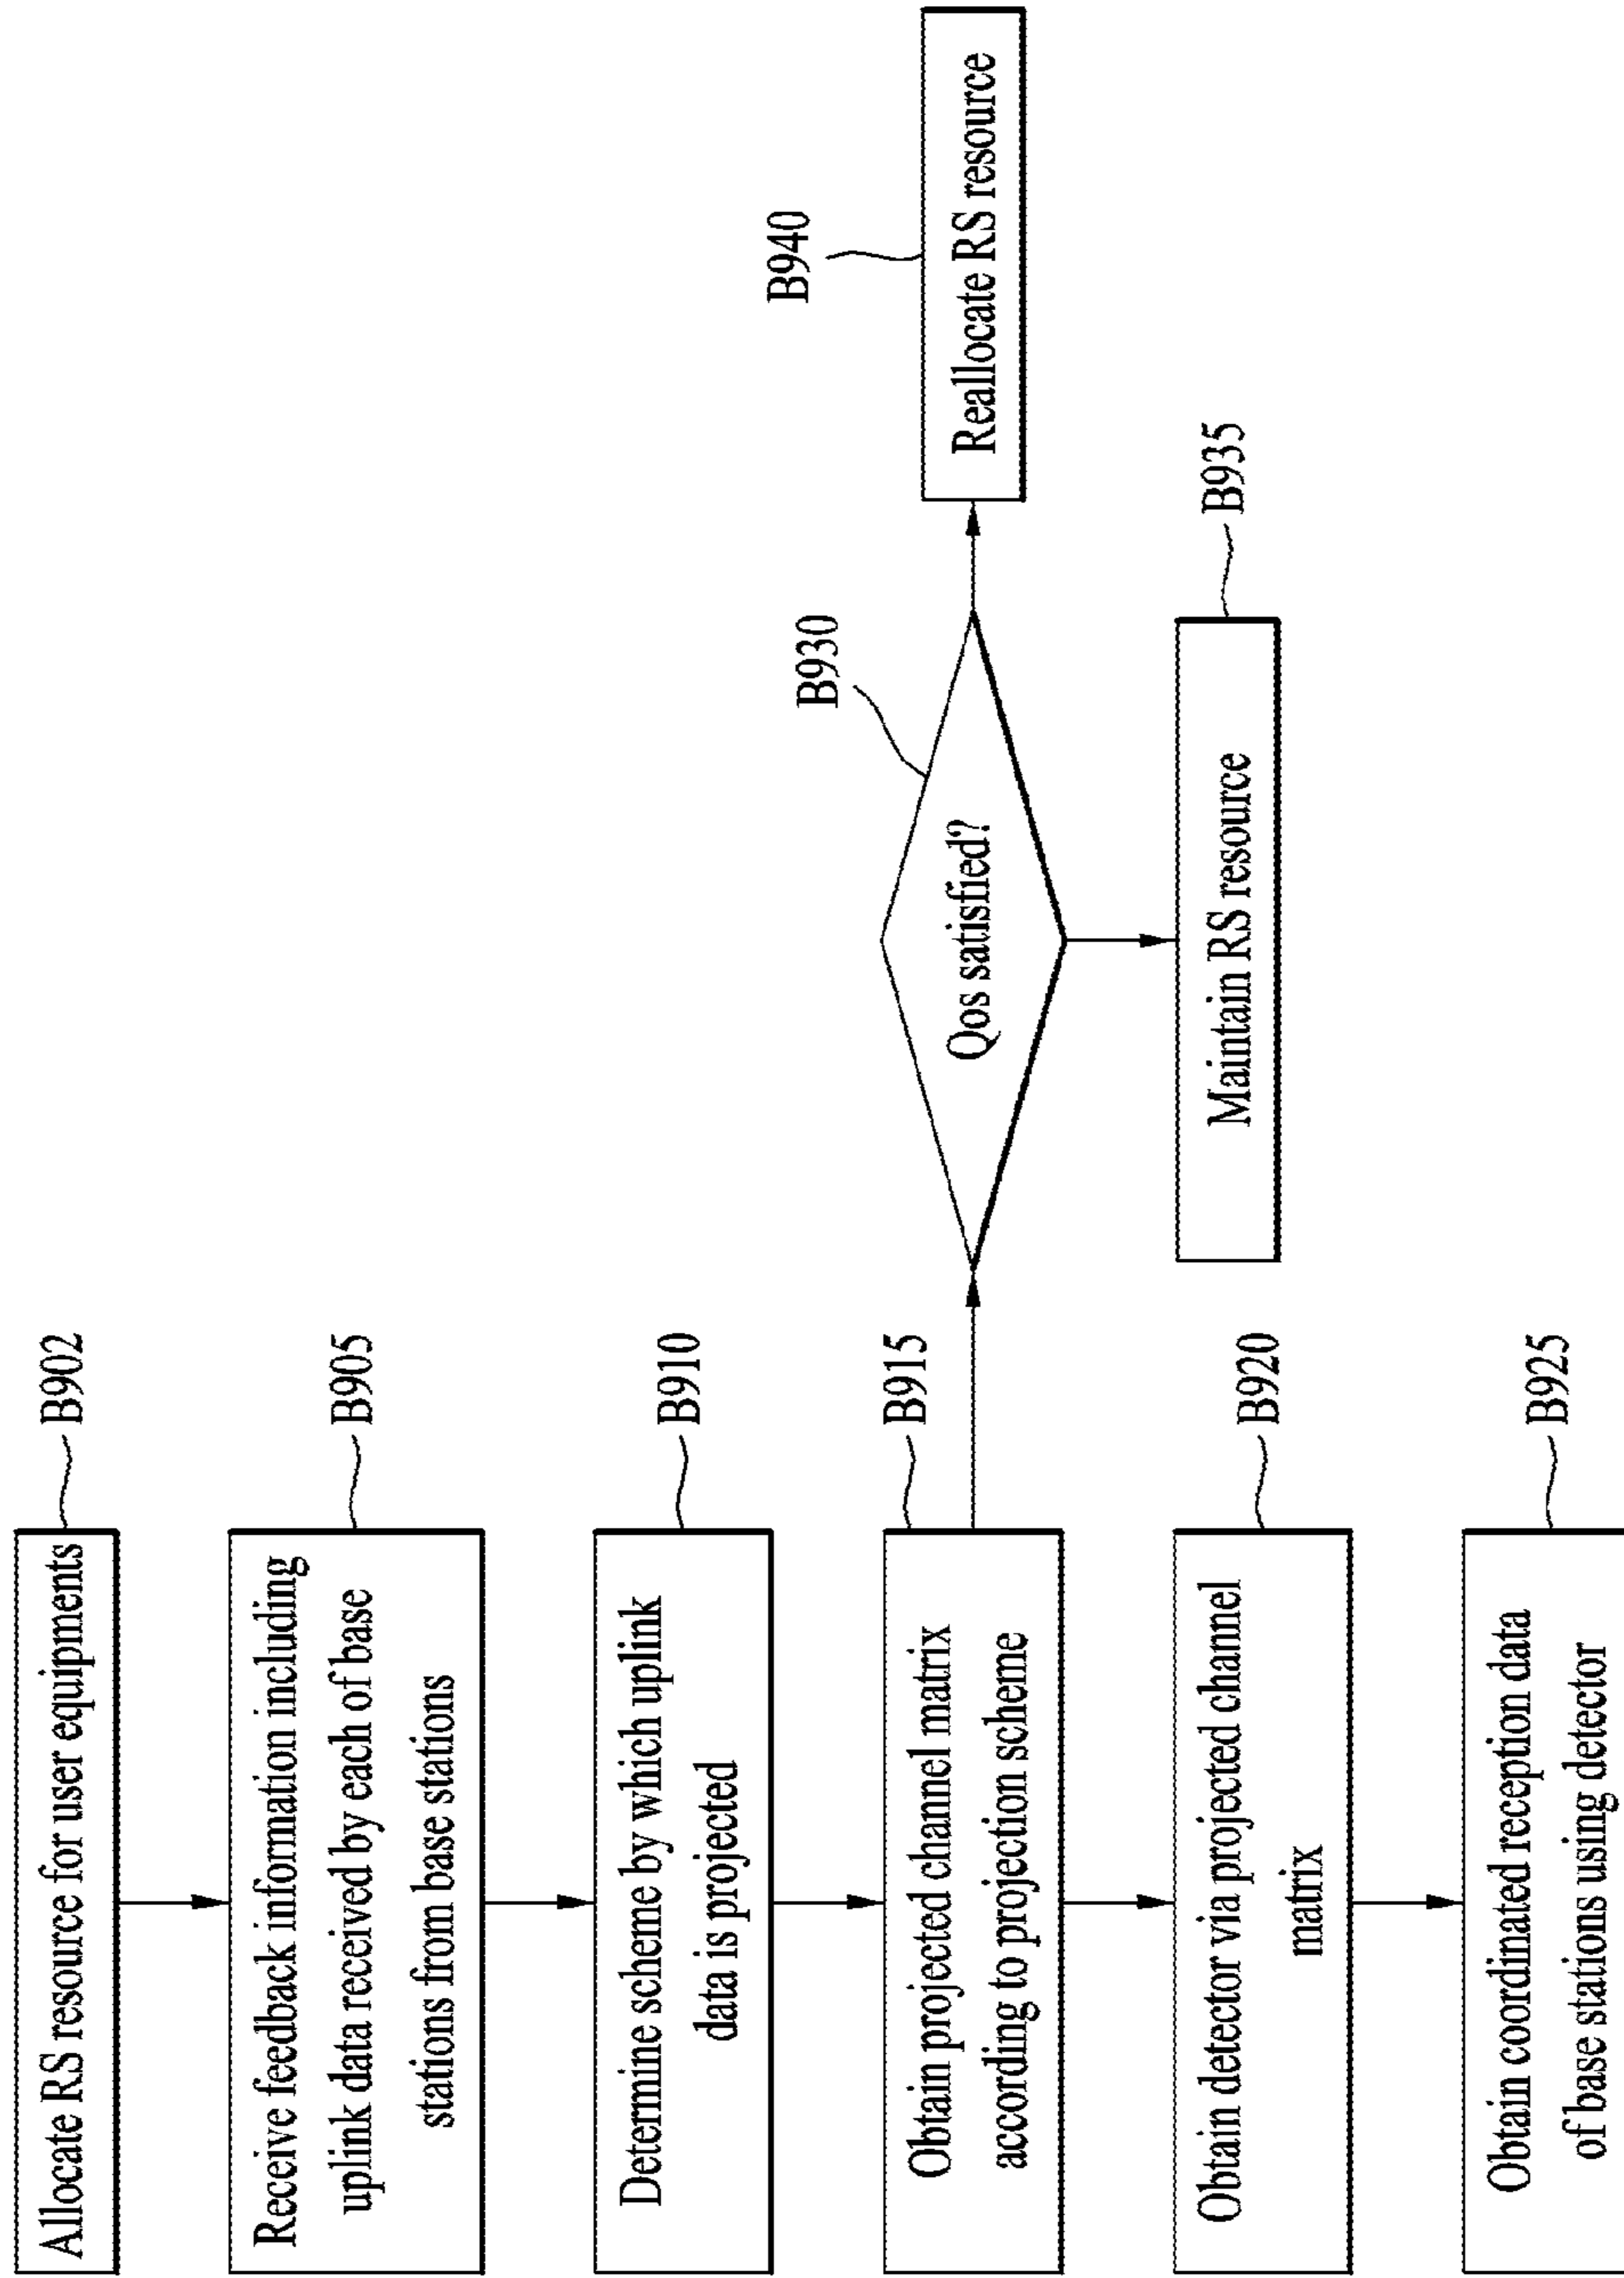 Allocate RS resource for user equipments
B902
Receive feedback information including
uplink data received by each of base
stations from base stations
B905
Determine scheme by which uplink
data is projected
B910
Obtain projected channel matrix
according to projection scheme
B915
Qos satisfied?
B930
Reallocate RS resource
B940
Maintain RS resource
B935
Obtain detector via projected channel
matrix
B920
Obtain coordinated reception data
of base stations using detector
B925